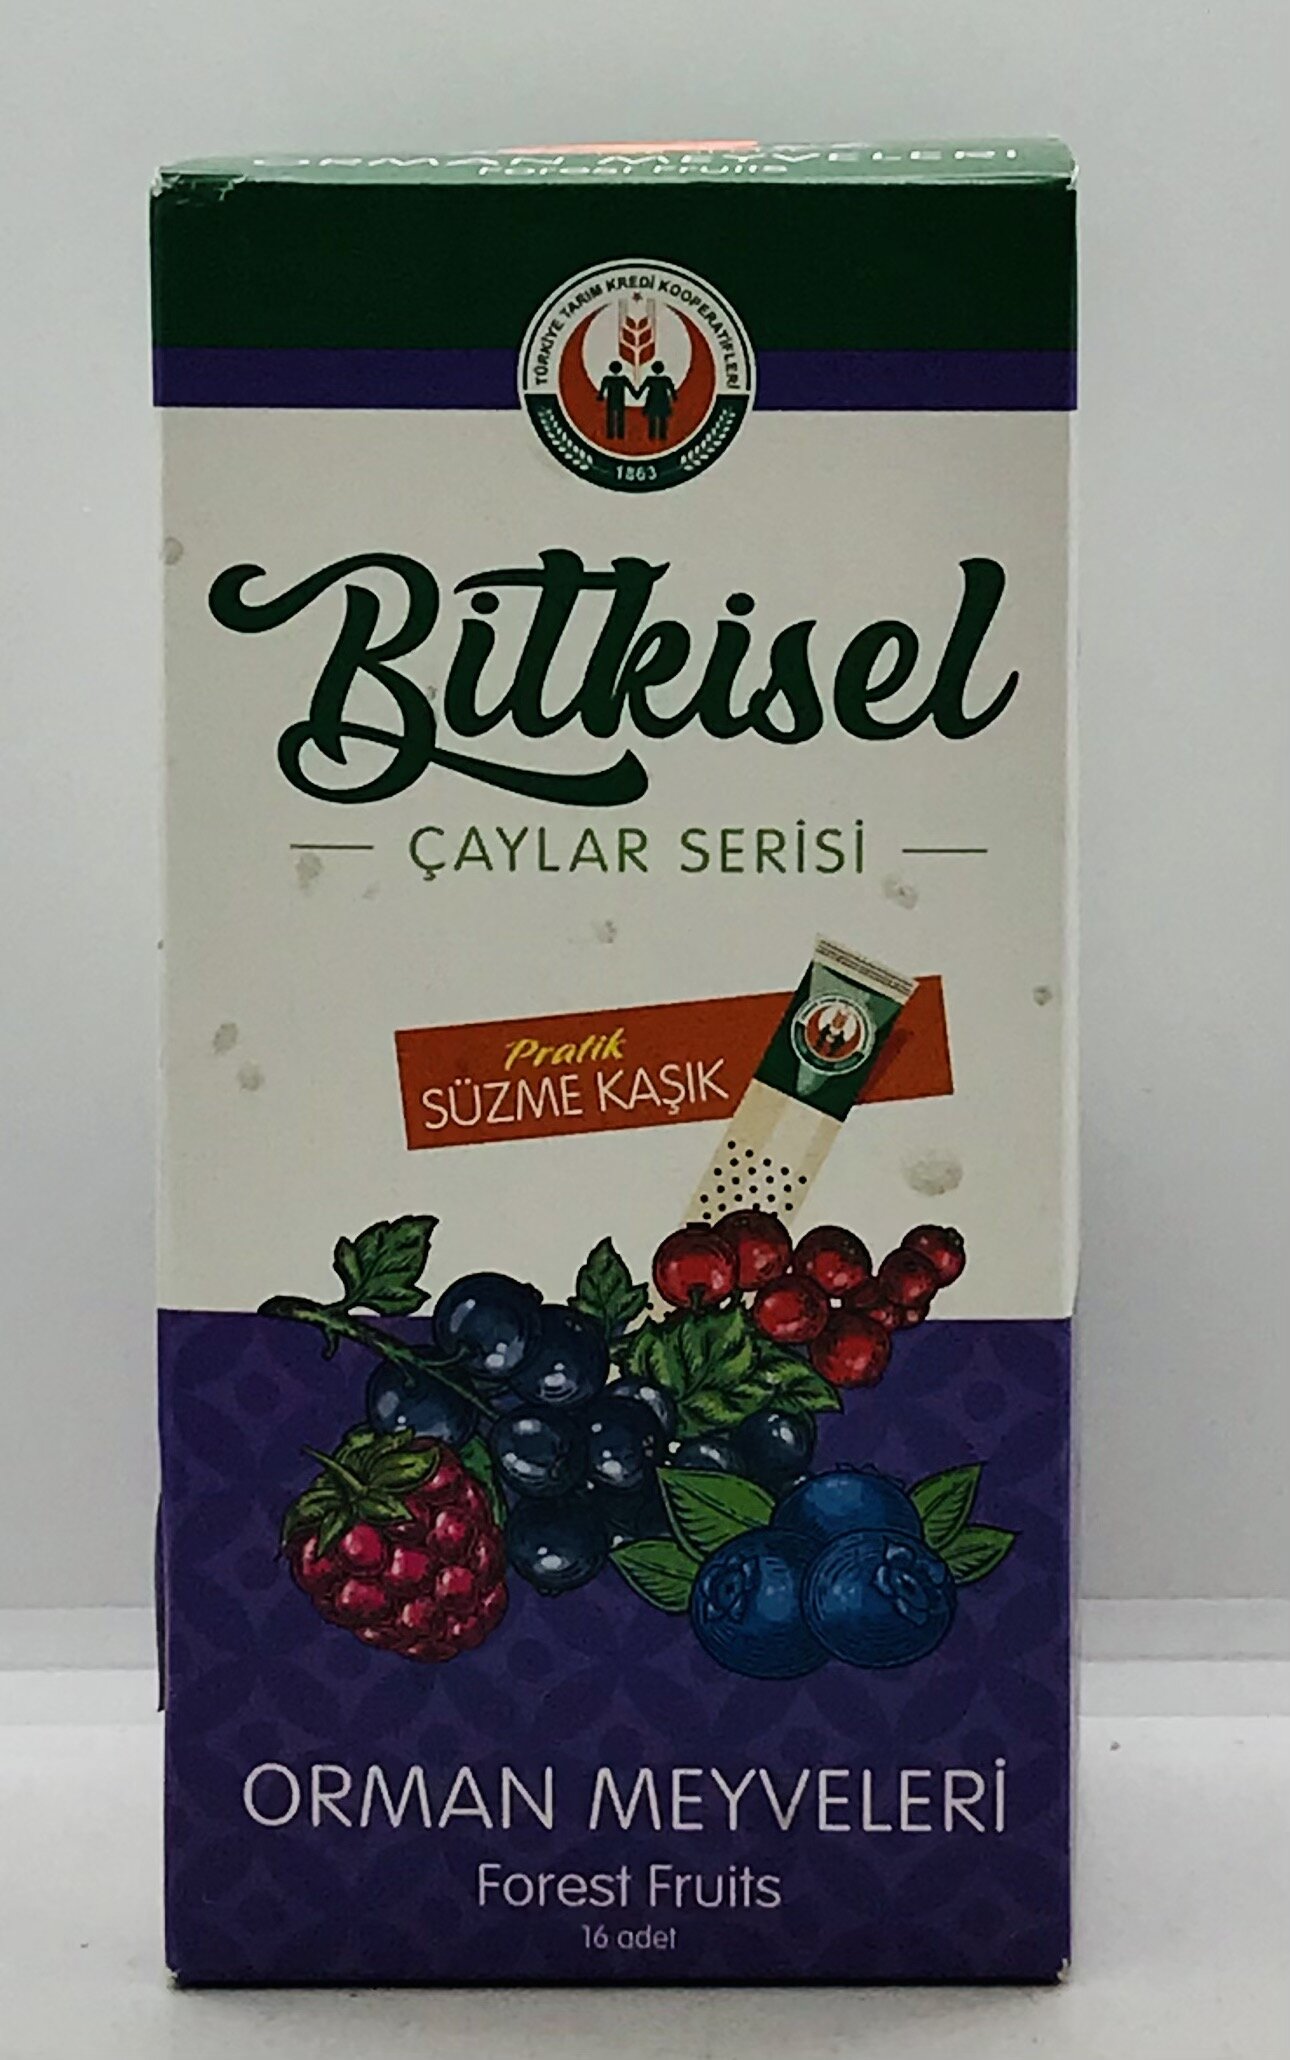 ORMAN MEYVELERİ
Forest Fruits
TÜRKİYE TARIM KREDİ KOOPERATİFLERİ
1863
Bitkisel
ÇAYLAR SERİSİ
Pratik
SÜZME KAŞIK
ORMAN MEYVELERİ
Forest Fruits
16 adet